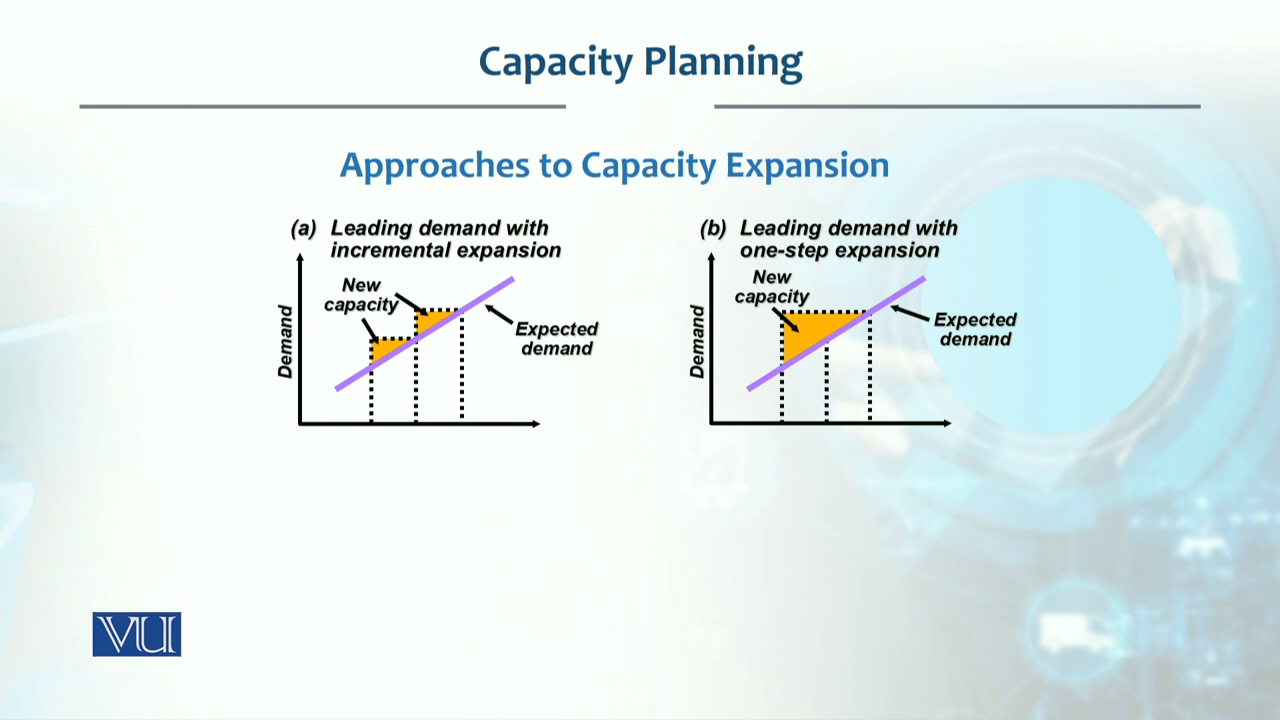 Capacity Planning
Approaches to Capacity Expansion
(a) Leading demand with
incremental expansion
New
capacity
Expected
demand
Demand
(b) Leading demand with
one-step expansion
New
capacity
Expected
demand
Demand
VU